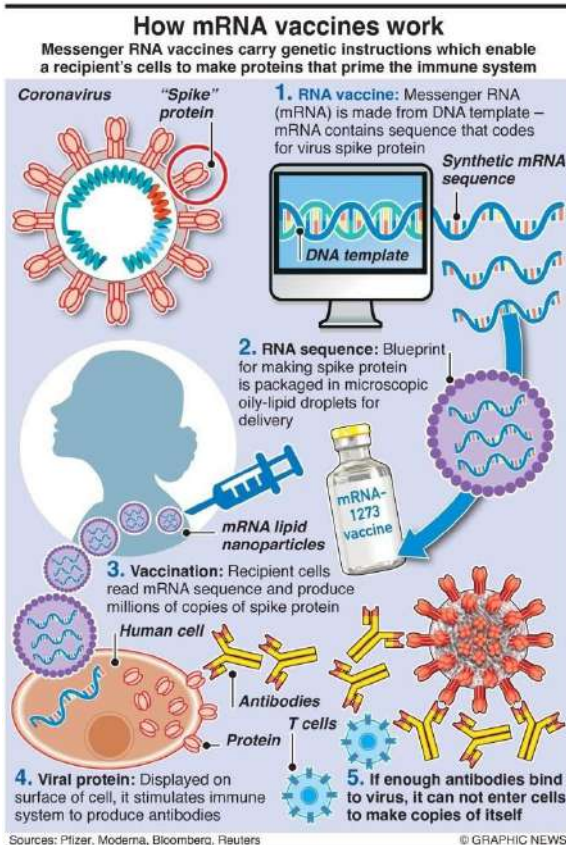 How mRNA vaccines work
Messenger RNA vaccines carry genetic instructions which enable
a recipient's cells to make proteins that prime the immune system
Coronavirus
"Spike"
protein
1. RNA vaccine: Messenger RNA
(mRNA) is made from DNA template –
mRNA contains sequence that codes
for virus spike protein
Synthetic mRNA
sequence
DNA template
2. RNA sequence: Blueprint
for making spike protein
is packaged in microscopic
oily-lipid droplets for
delivery
mRNA-
1273
vaccine
mRNA lipid
nanoparticles
3. Vaccination: Recipient cells
read mRNA sequence and produce
millions of copies of spike protein
Human cell
Antibodies
Protein
T cells
4. Viral protein: Displayed on
surface of cell, it stimulates immune
system to produce antibodies
5. If enough antibodies bind
to virus, it can not enter cells
to make copies of itself
Sources: Pfizer, Moderna, Bloomberg, Reuters
© GRAPHIC NEWS